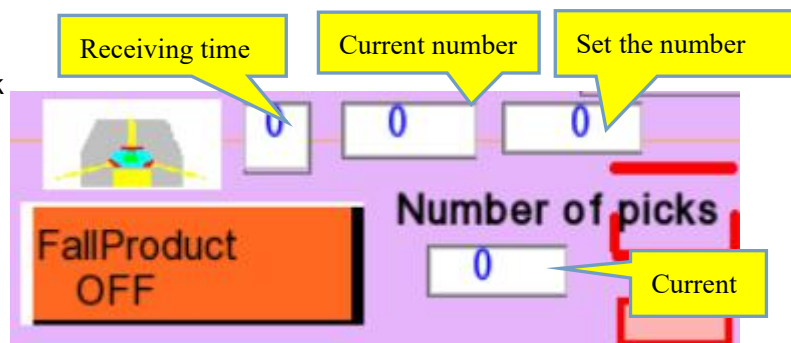 Receiving time
Current number
Set the number
0
0
0
Number of picks
FallProduct
OFF
0
Current